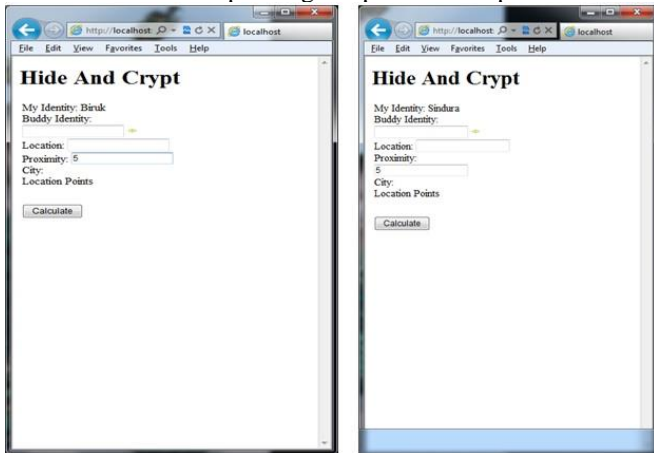 http://localhost
localhost
File Edit View Favorites Tools Help
Hide And Crypt
My Identity: Biruk
Buddy Identity:
Location:
Proximity: 5
City:
Location Points
Calculate
http://localhost
localhost
File Edit View Favorites Tools Help
Hide And Crypt
My Identity: Sindura
Buddy Identity:
Location:
Proximity:
5
City:
Location Points
Calculate